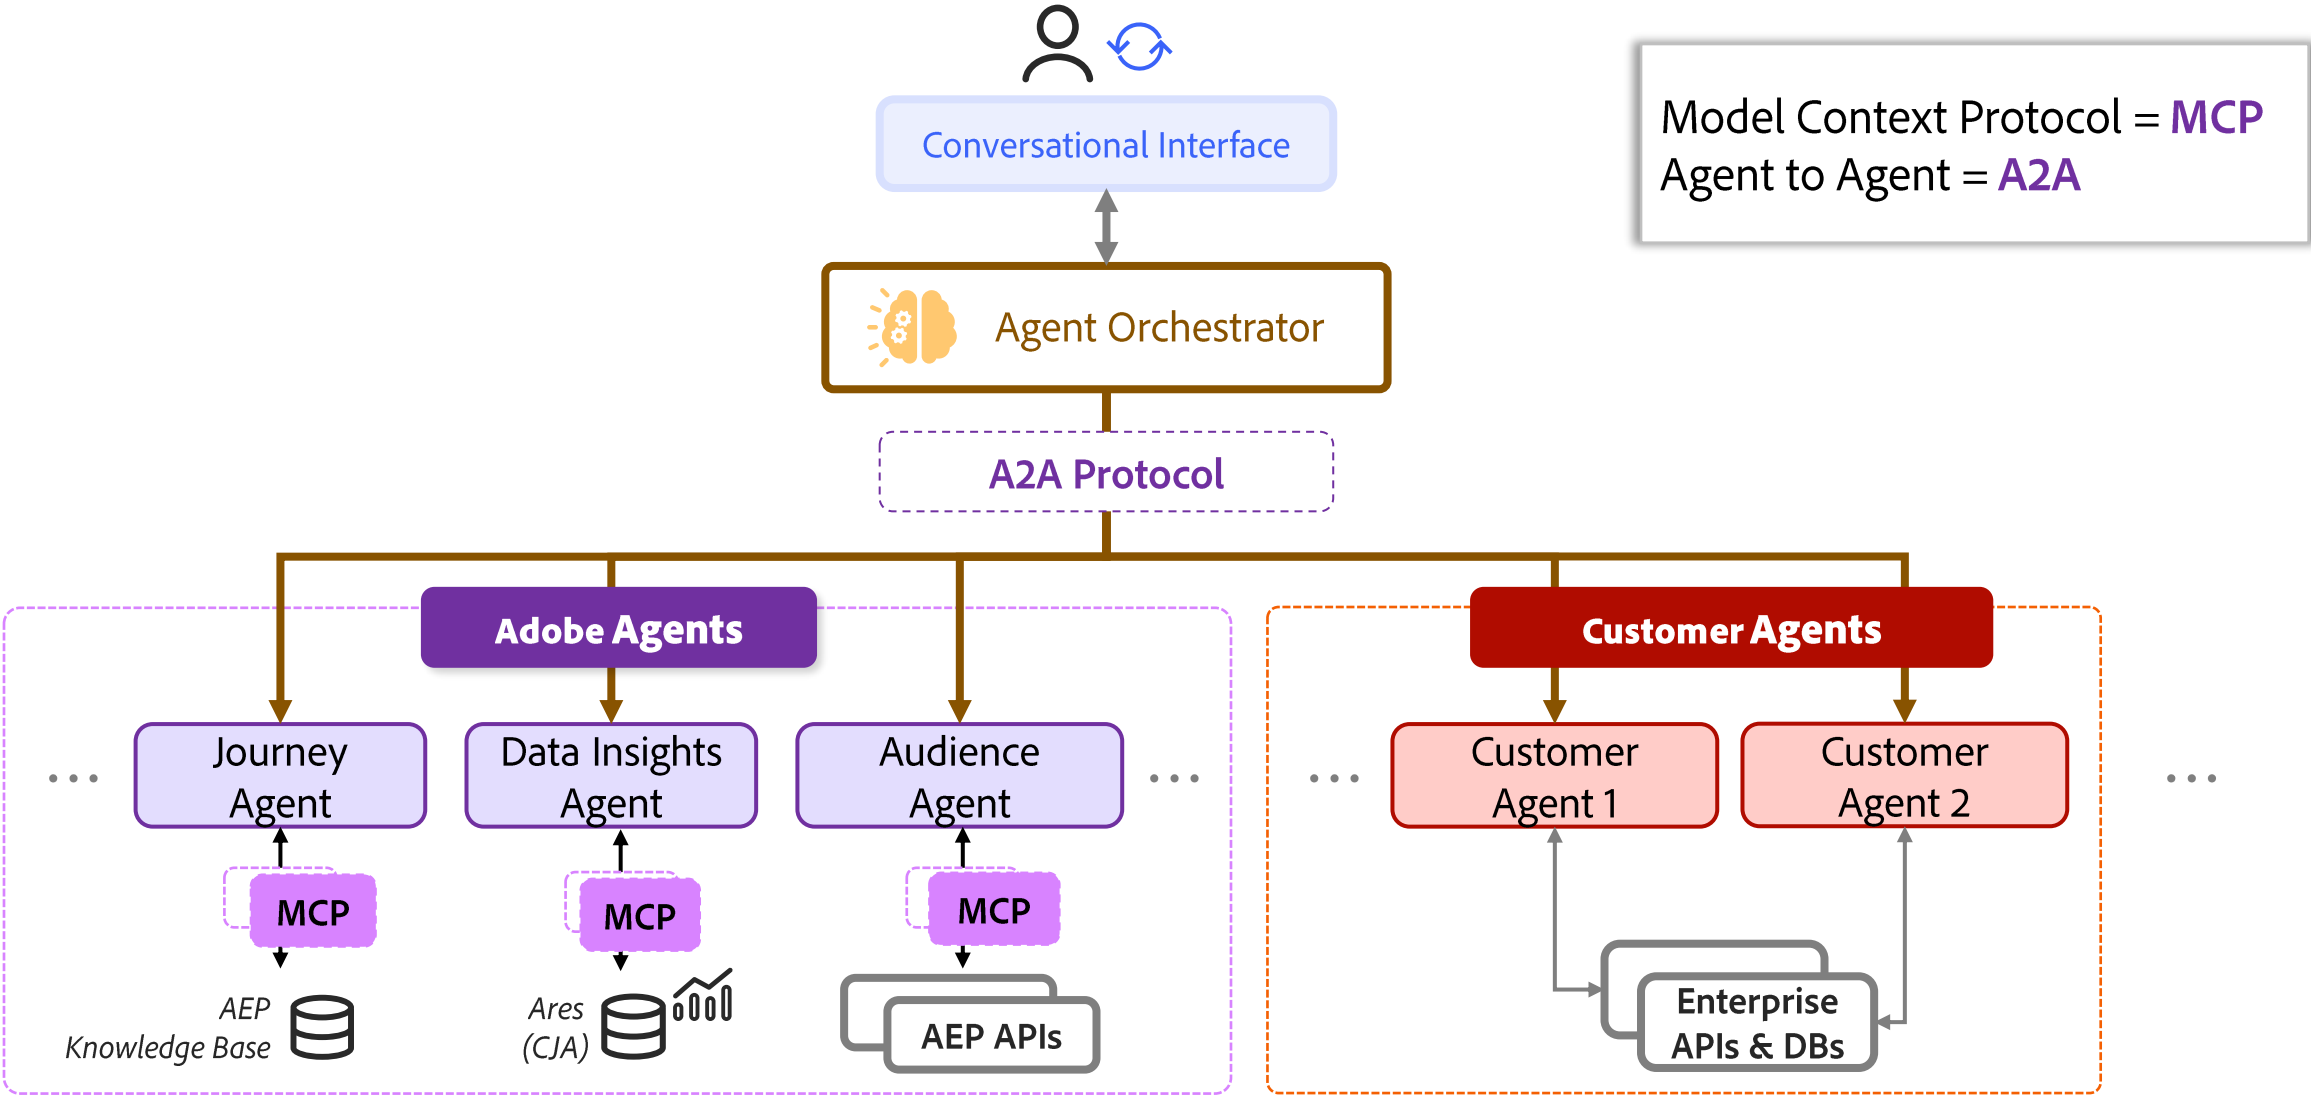 Conversational Interface
Model Context Protocol = MCP
Agent to Agent = A2A
Agent Orchestrator
A2A Protocol
Adobe Agents
Customer Agents
Journey
Agent
Data Insights
Agent
Audience
Agent
Customer
Agent 1
Customer
Agent 2
MCP
MCP
MCP
AEP
Knowledge Base
Ares
(CJA)
AEP APIs
Enterprise
APIs & DBs